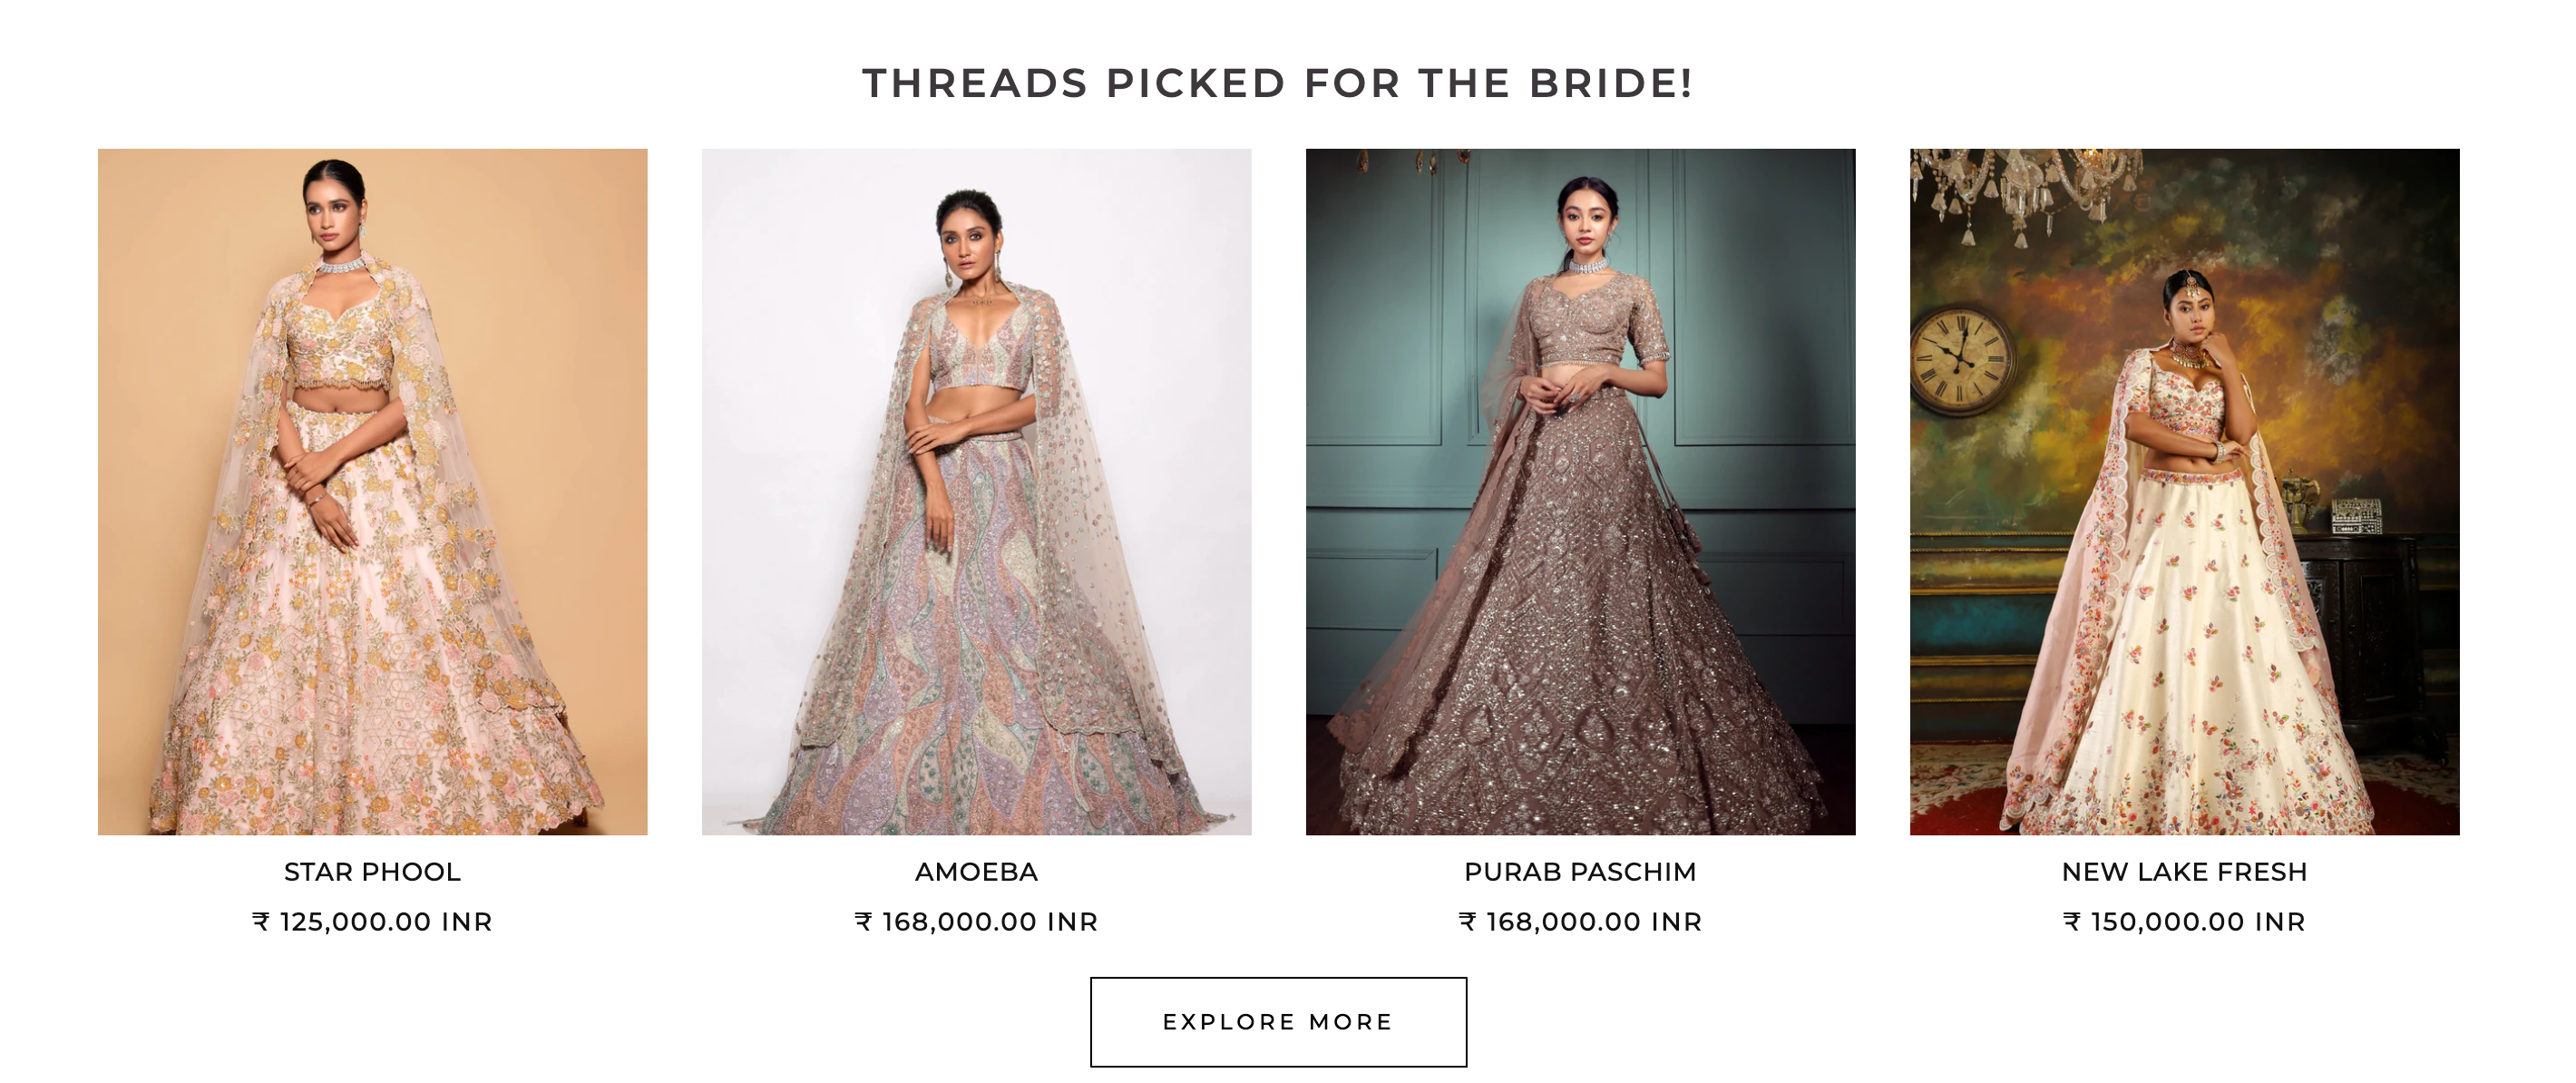 THREADS PICKED FOR THE BRIDE!
STAR PHOOL
₹ 125,000.00 INR
AMOEBA
₹ 168,000.00 INR
PURAB PASCHIM
₹ 168,000.00 INR
NEW LAKE FRESH
₹ 150,000.00 INR
EXPLORE MORE